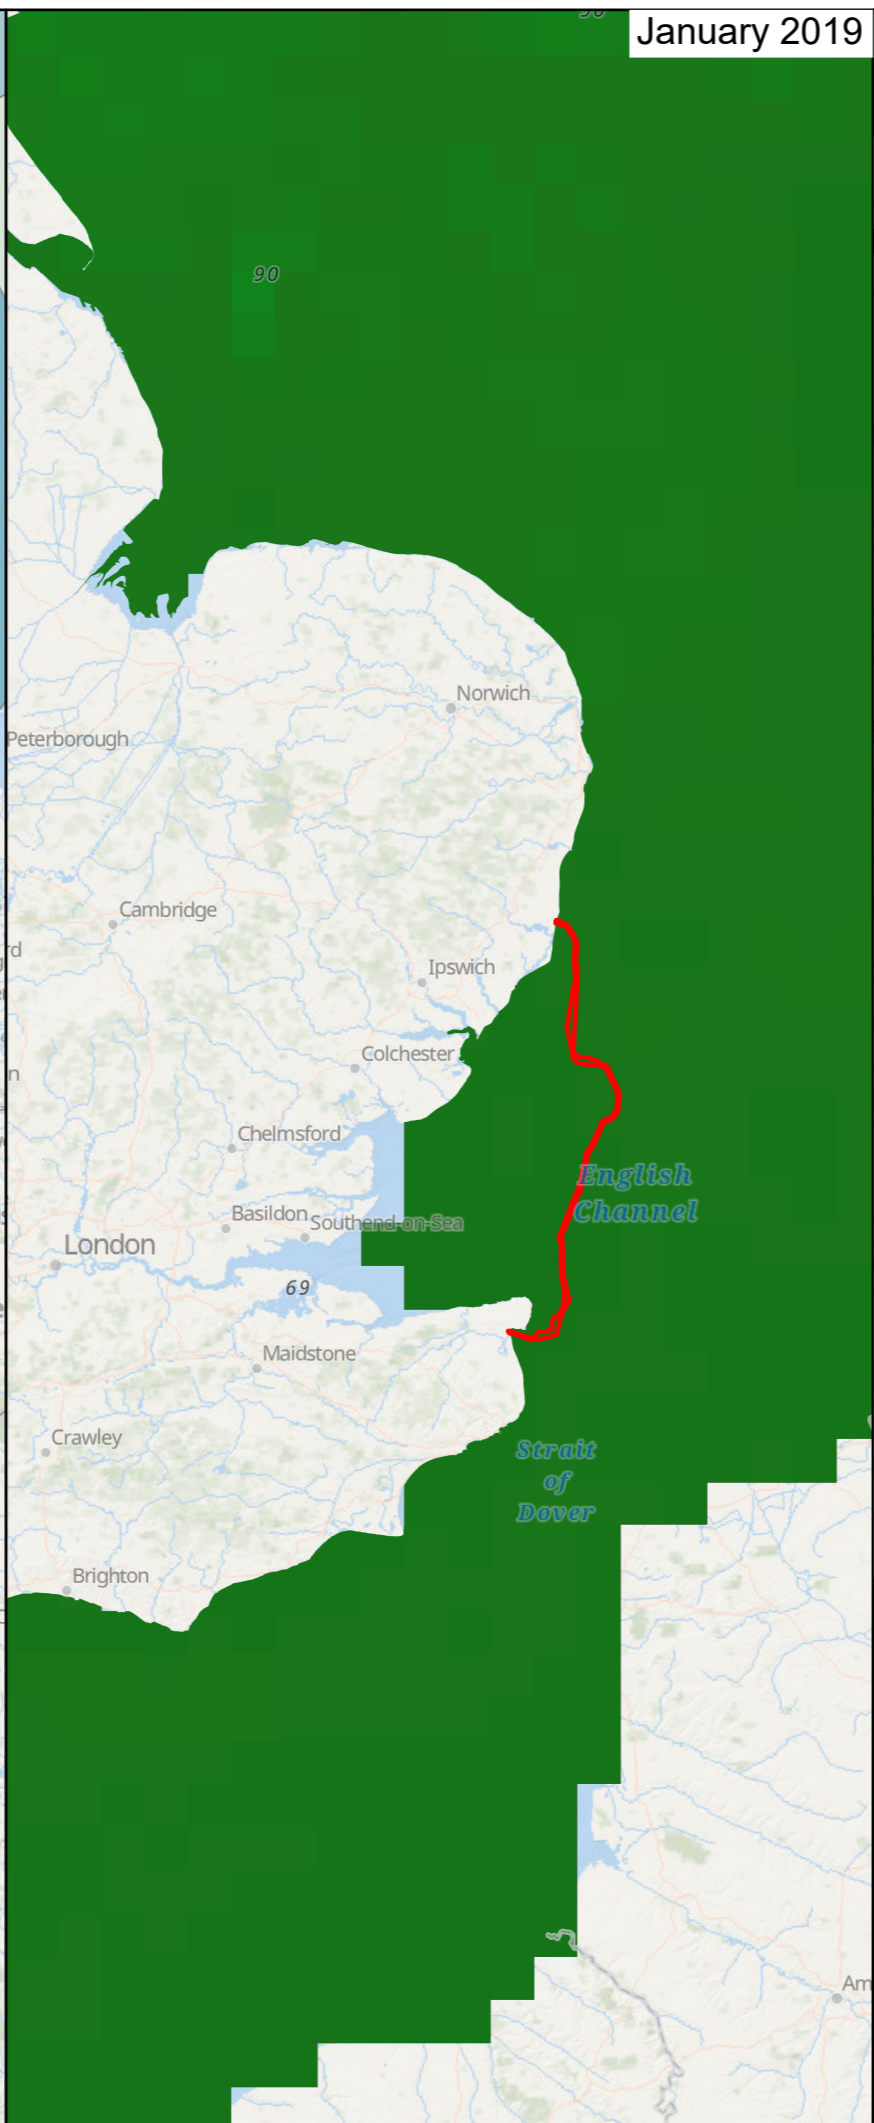 January 2019
90
Norwich
Peterborough
Cambridge
Ipswich
Colchester
Chelmsford
English
Channel
Basildon
Southend-on-Sea
London
69
Maidstone
Crawley
Strait
of
Dover
Brighton
Am